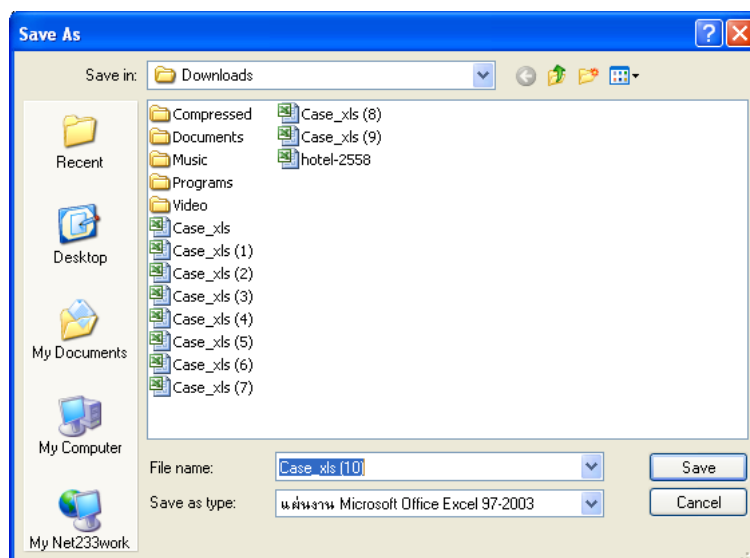 Save As
Save in:
Downloads
Recent
Desktop
My Documents
My Computer
My Net233work
Compressed
Documents
Music
Programs
Video
Case_xls
Case_xls (1)
Case_xls (2)
Case_xls (3)
Case_xls (4)
Case_xls (5)
Case_xls (6)
Case_xls (7)
Case_xls (8)
Case_xls (9)
hotel-2558
File name:
Case_xls (10)
Save
Save as type:
แผ่นงาน Microsoft Office Excel 97-2003
Cancel